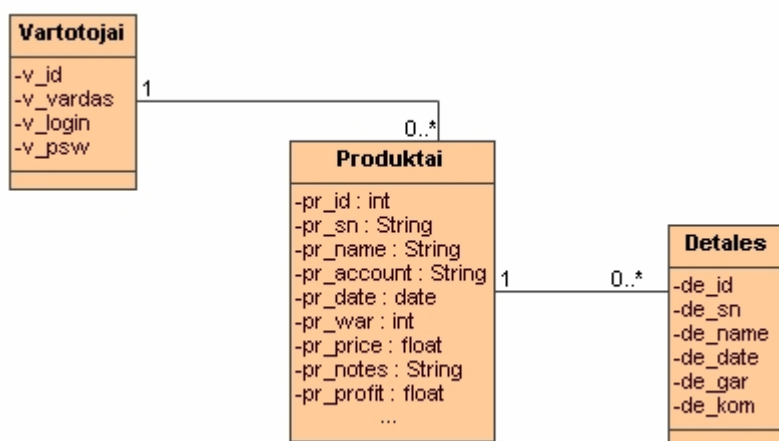 Vartotojai
-v_id
-v_vardas
-v_login
-v_psw
1
0..*
Produktai
-pr_id : int
-pr_sn : String
-pr_name : String
-pr_account : String
-pr_date : date
-pr_war : int
-pr_price : float
-pr_notes : String
-pr_profit : float
...
1
0..*
Detales
-de_id
-de_sn
-de_name
-de_date
-de_gar
-de_kom